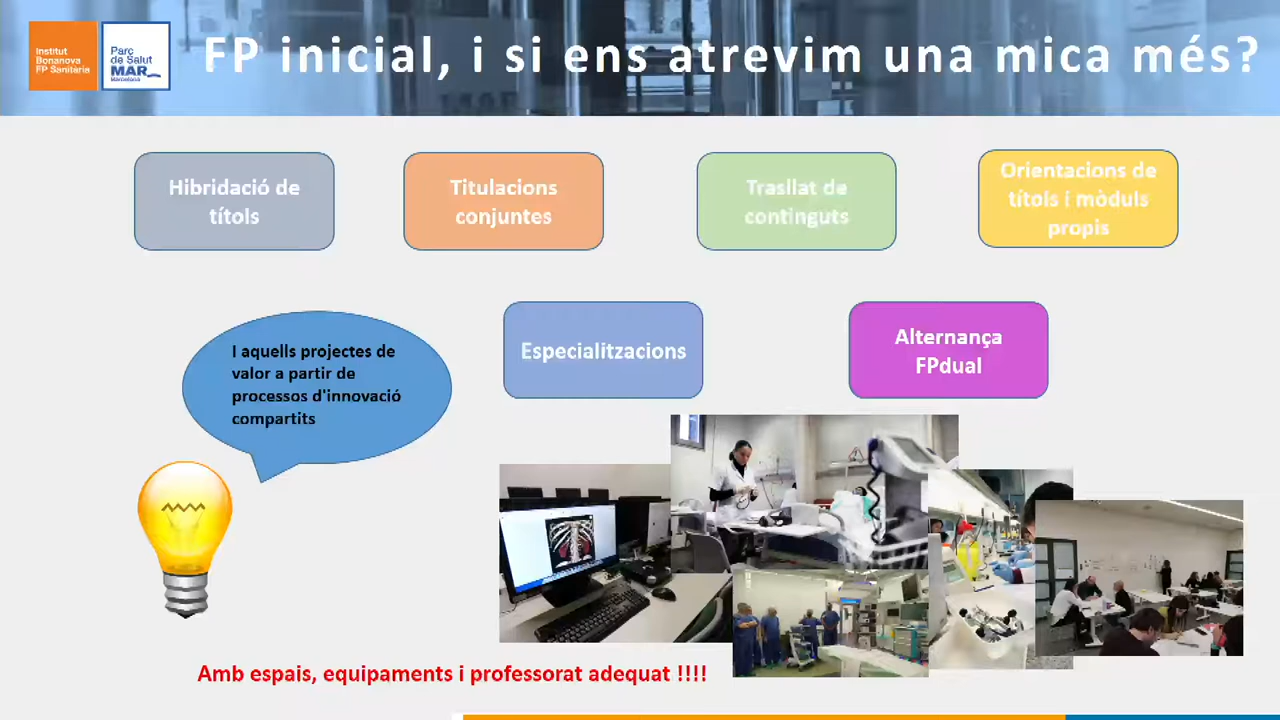 Institut
Bonanova
FP Sanitària
Parc
de Salut
MAR
Barcelona
FP inicial, i si ens atrevim una mica més?
Hibridació de
títols
Titulacions
conjuntes
Trasllat de
continguts
Orientacions de
títols i mòduls
propis
I aquells projectes de
valor a partir de
processos d'innovació
compartits
Especialitzacions
Alternança
FPdual
Amb espais, equipaments i professorat adequat !!!!